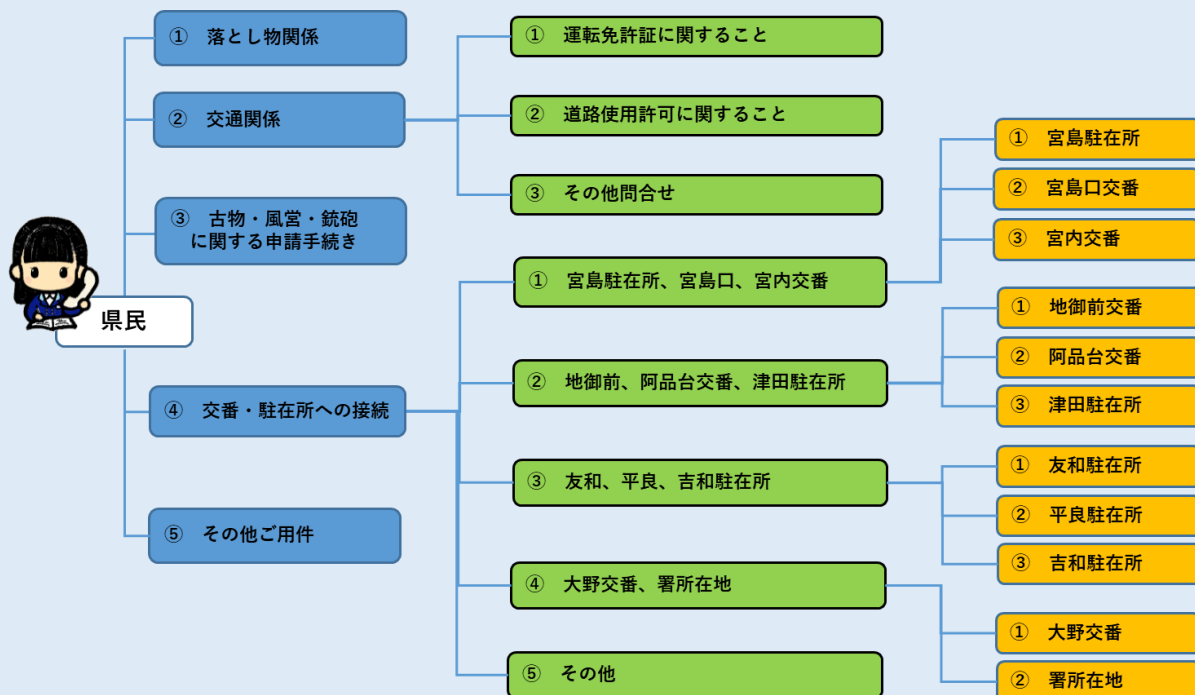 県民
① 落とし物関係
② 交通関係
③ 古物・風営・銃砲
に関する申請手続き
④ 交番・駐在所への接続
⑤ その他ご用件
① 運転免許証に関すること
② 道路使用許可に関すること
③ その他問合せ
① 宮島駐在所、宮島口、宮内交番
② 地御前、阿品台交番、津田駐在所
③ 友和、平良、吉和駐在所
④ 大野交番、署所在地
⑤ その他
① 宮島駐在所
② 宮島口交番
③ 宮内交番
① 地御前交番
② 阿品台交番
③ 津田駐在所
① 友和駐在所
② 平良駐在所
③ 吉和駐在所
① 大野交番
② 署所在地